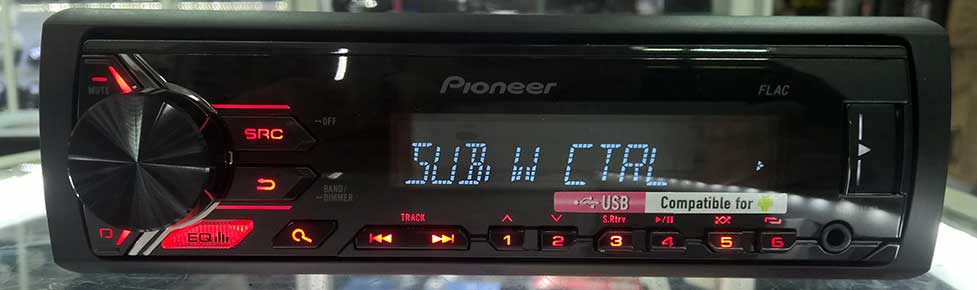 Pioneer
FLAC
MUTE
SRC
OFF
SUB W CTRL
BAND/
DIMMER
USB Compatible for
TRACK
S.Rtrv
EQ
1 2 3 4 5 6